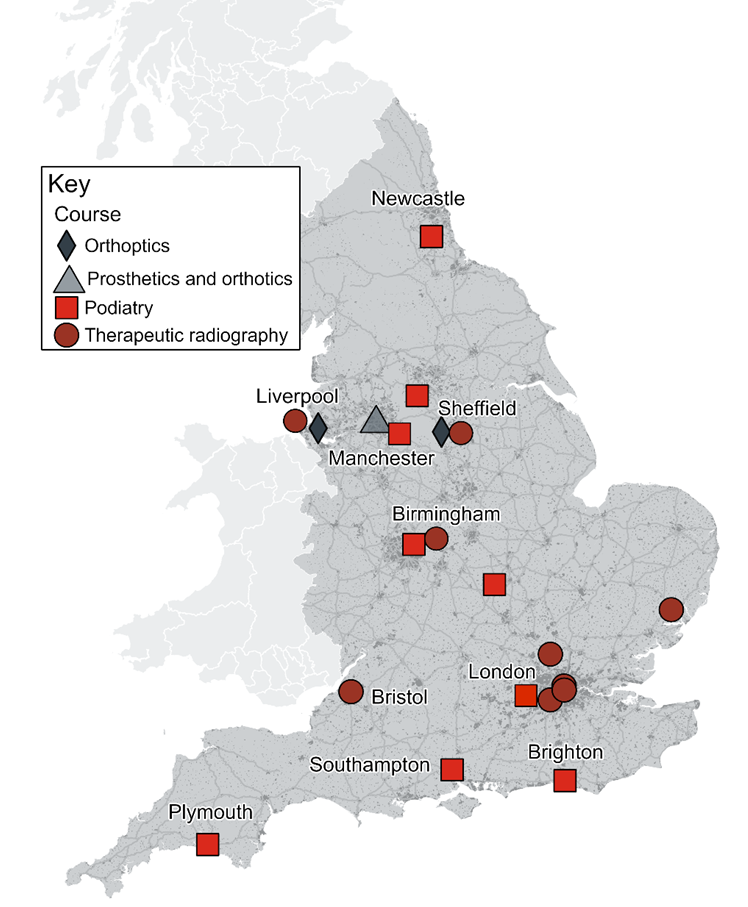 Newcastle
Key
Course
Orthoptics
Prosthetics and orthotics
Podiatry
Therapeutic radiography
Liverpool
Sheffield
Manchester
Birmingham
London
Bristol
Brighton
Southampton
Plymouth